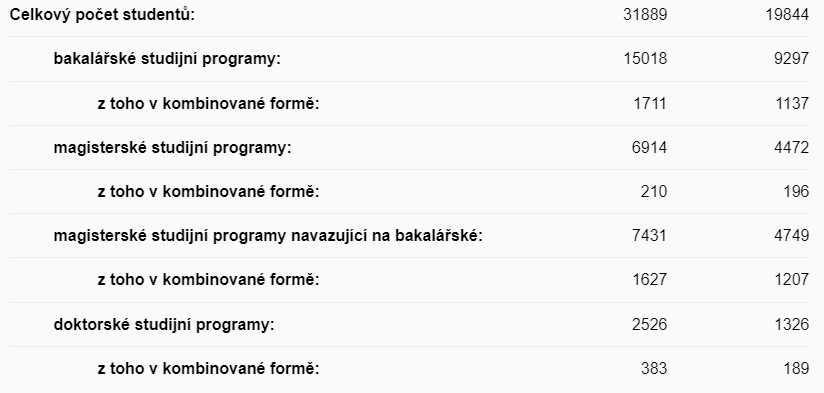 Celkový počet studentů: 31889 19844
bakalářské studijní programy: 15018 9297
z toho v kombinované formě: 1711 1137
magisterské studijní programy: 6914 4472
z toho v kombinované formě: 210 196
magisterské studijní programy navazující na bakalářské: 7431 4749
z toho v kombinované formě: 1627 1207
doktorské studijní programy: 2526 1326
z toho v kombinované formě: 383 189